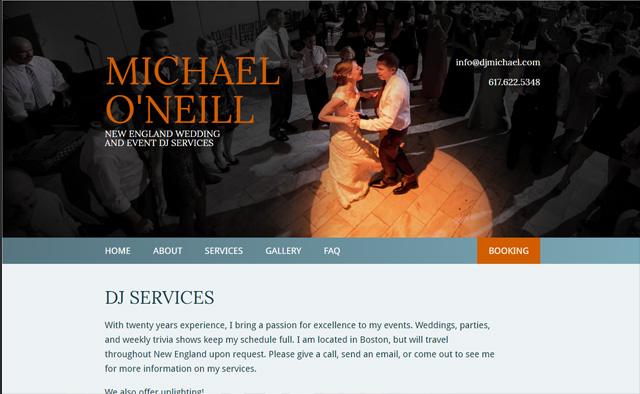 MICHAEL
O'NEILL
NEW ENGLAND WEDDING
AND EVENT DJ SERVICES
info@djmichael.com
617.622.5348
HOME ABOUT SERVICES GALLERY FAQ BOOKING
DJ SERVICES
With twenty years experience, I bring a passion for excellence to my events. Weddings, parties,
and weekly trivia shows keep my schedule full. I am located in Boston, but will travel
throughout New England upon request. Please give a call, send an email, or come out to see me
for more information on my services.
We also offer uplighting!